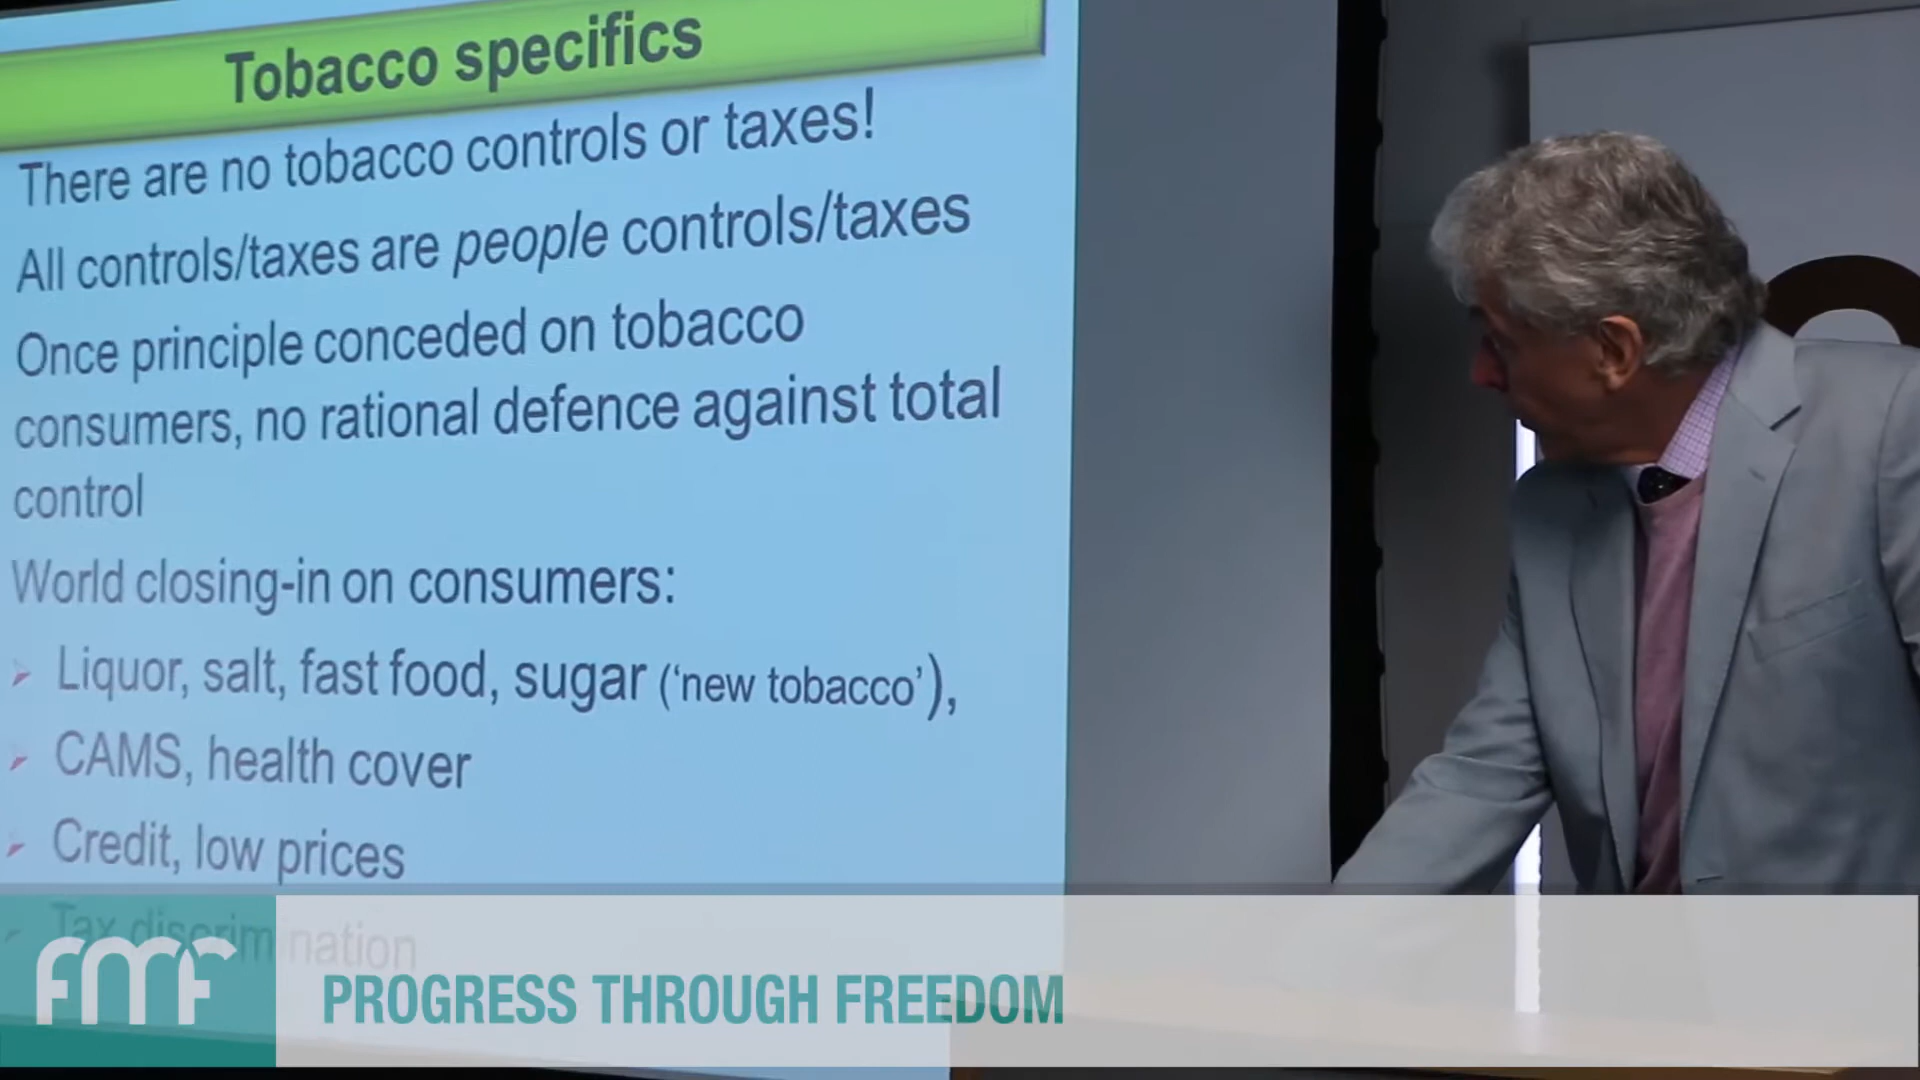 Tobacco specifics
There are no tobacco controls or taxes!
All controls/taxes are people controls/taxes
Once principle conceded on tobacco
consumers, no rational defence against total
control
World closing-in on consumers:
Liquor, salt, fast food, sugar ('new tobacco'),
CAMS, health cover
Credit, low prices
Tax discrimination
FMF
PROGRESS THROUGH FREEDOM